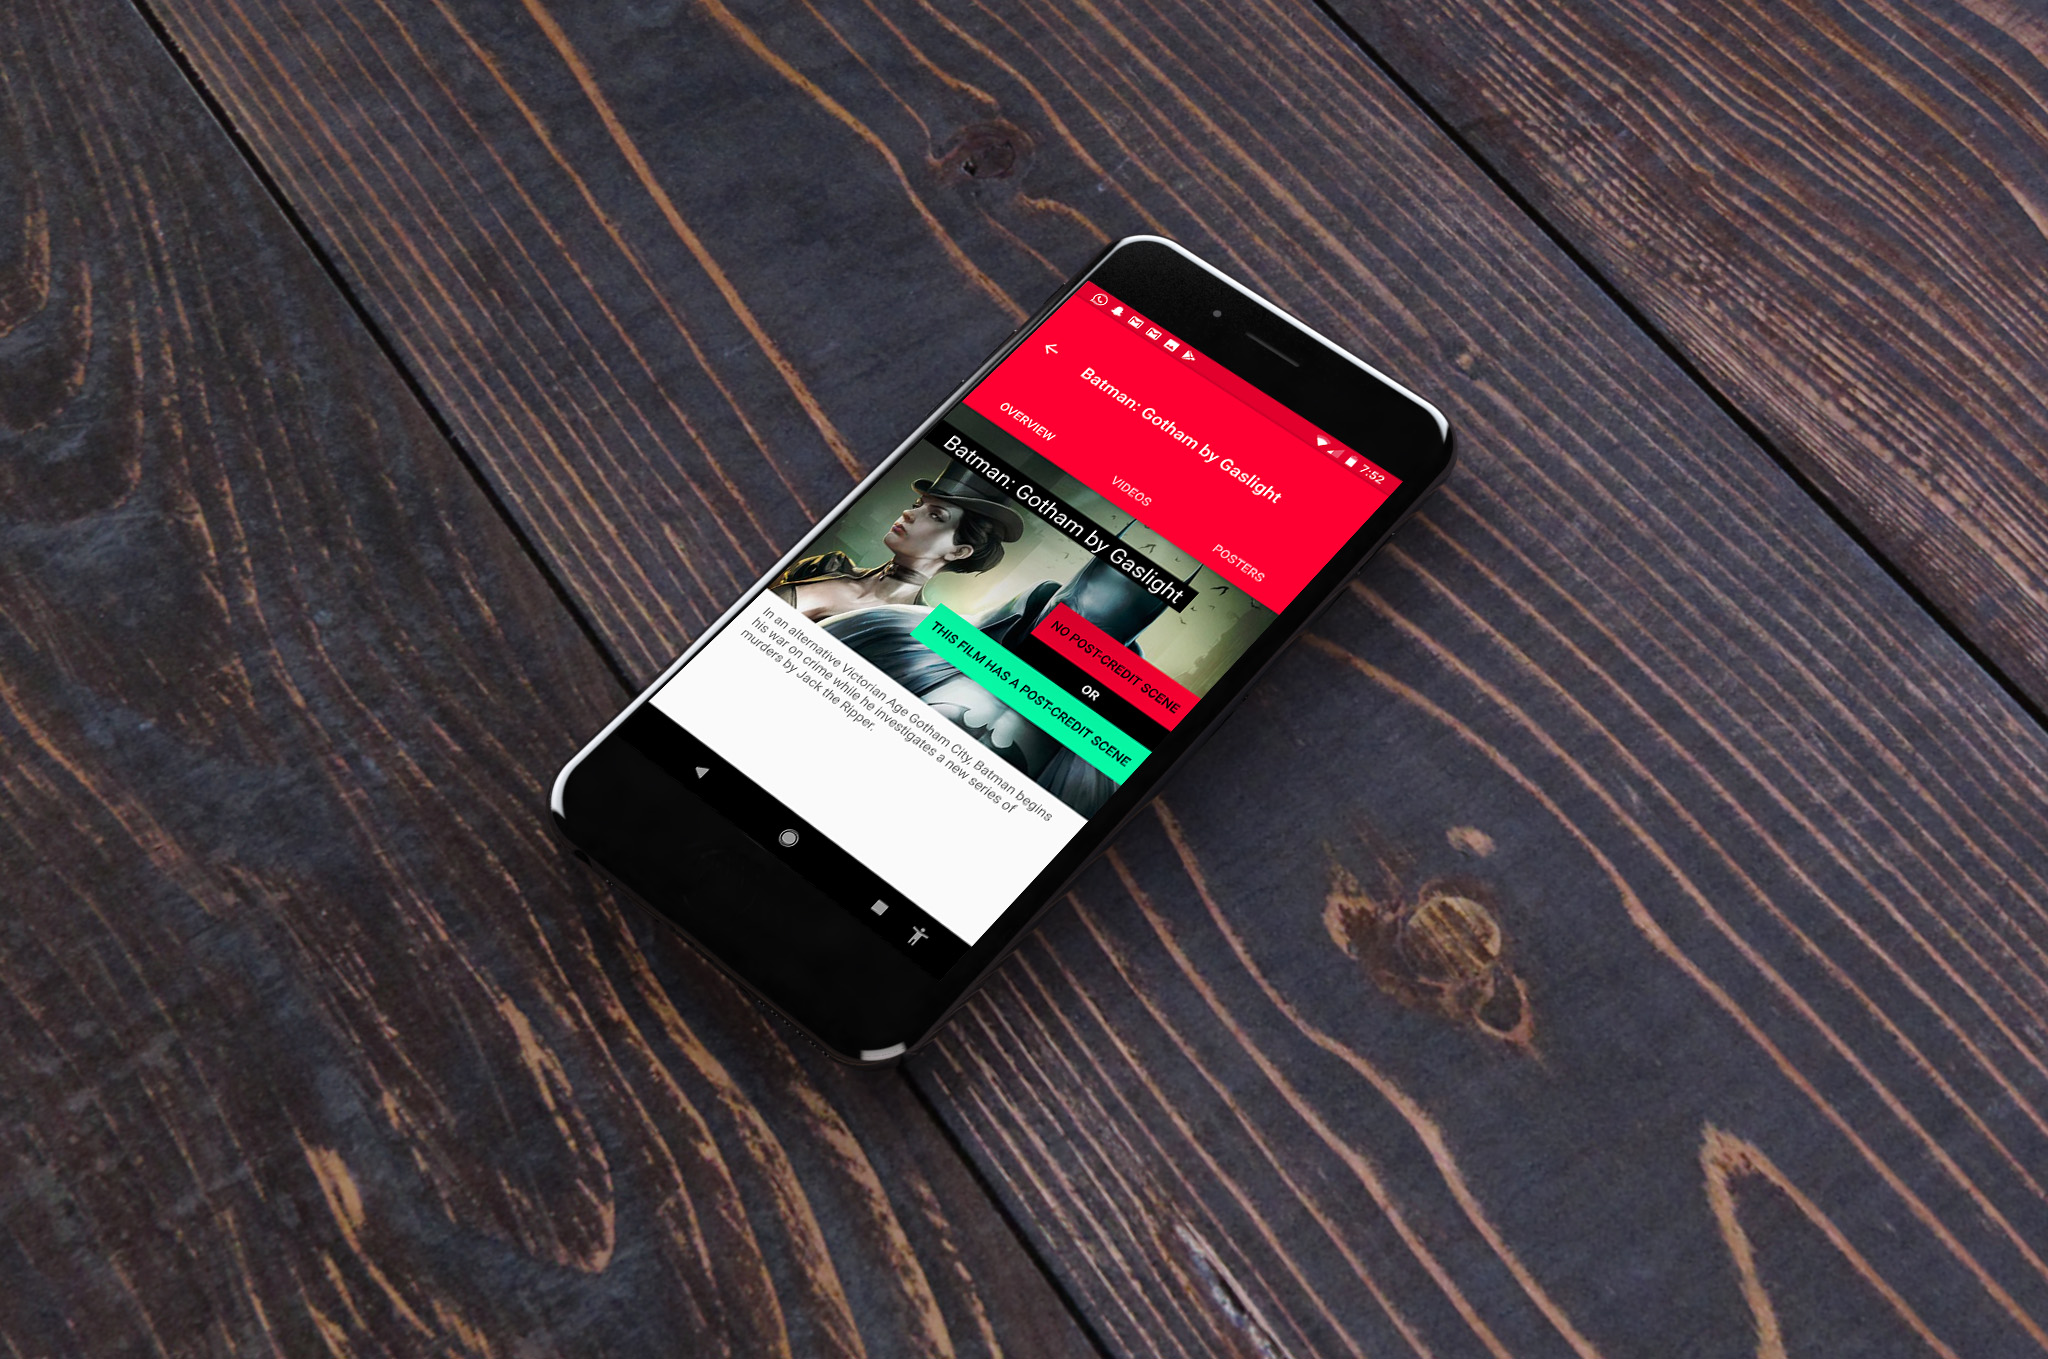 7:52
Batman: Gotham by Gaslight
OVERVIEW
VIDEOS
POSTERS
Batman: Gotham by Gaslight
NO POST-CREDIT SCENE
OR
THIS FILM HAS A POST-CREDIT SCENE
In an alternative Victorian Age Gotham City, Batman begins
his war on crime while he investigates a new series of
murders by Jack the Ripper.